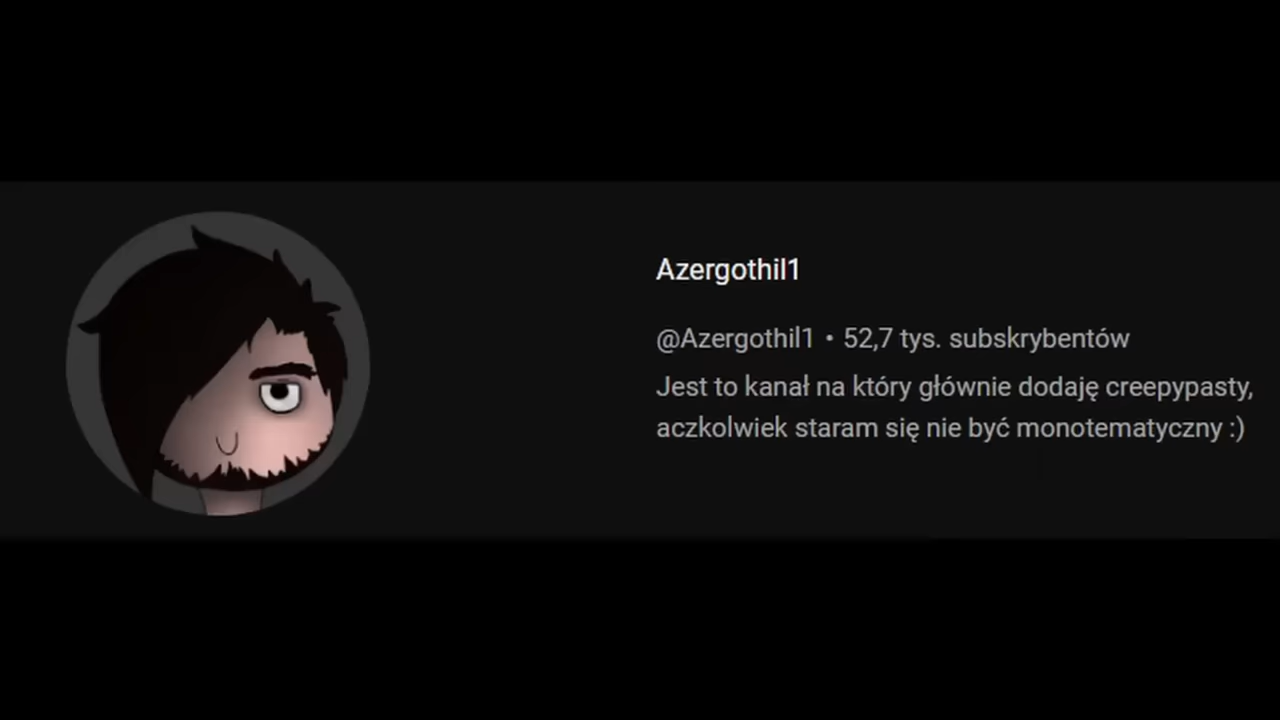 Azergothil1
@Azergothil1 • 52,7 tys. subskrybentów
Jest to kanał na który głównie dodaję creepypasty,
aczkolwiek staram się nie być monotematyczny :)